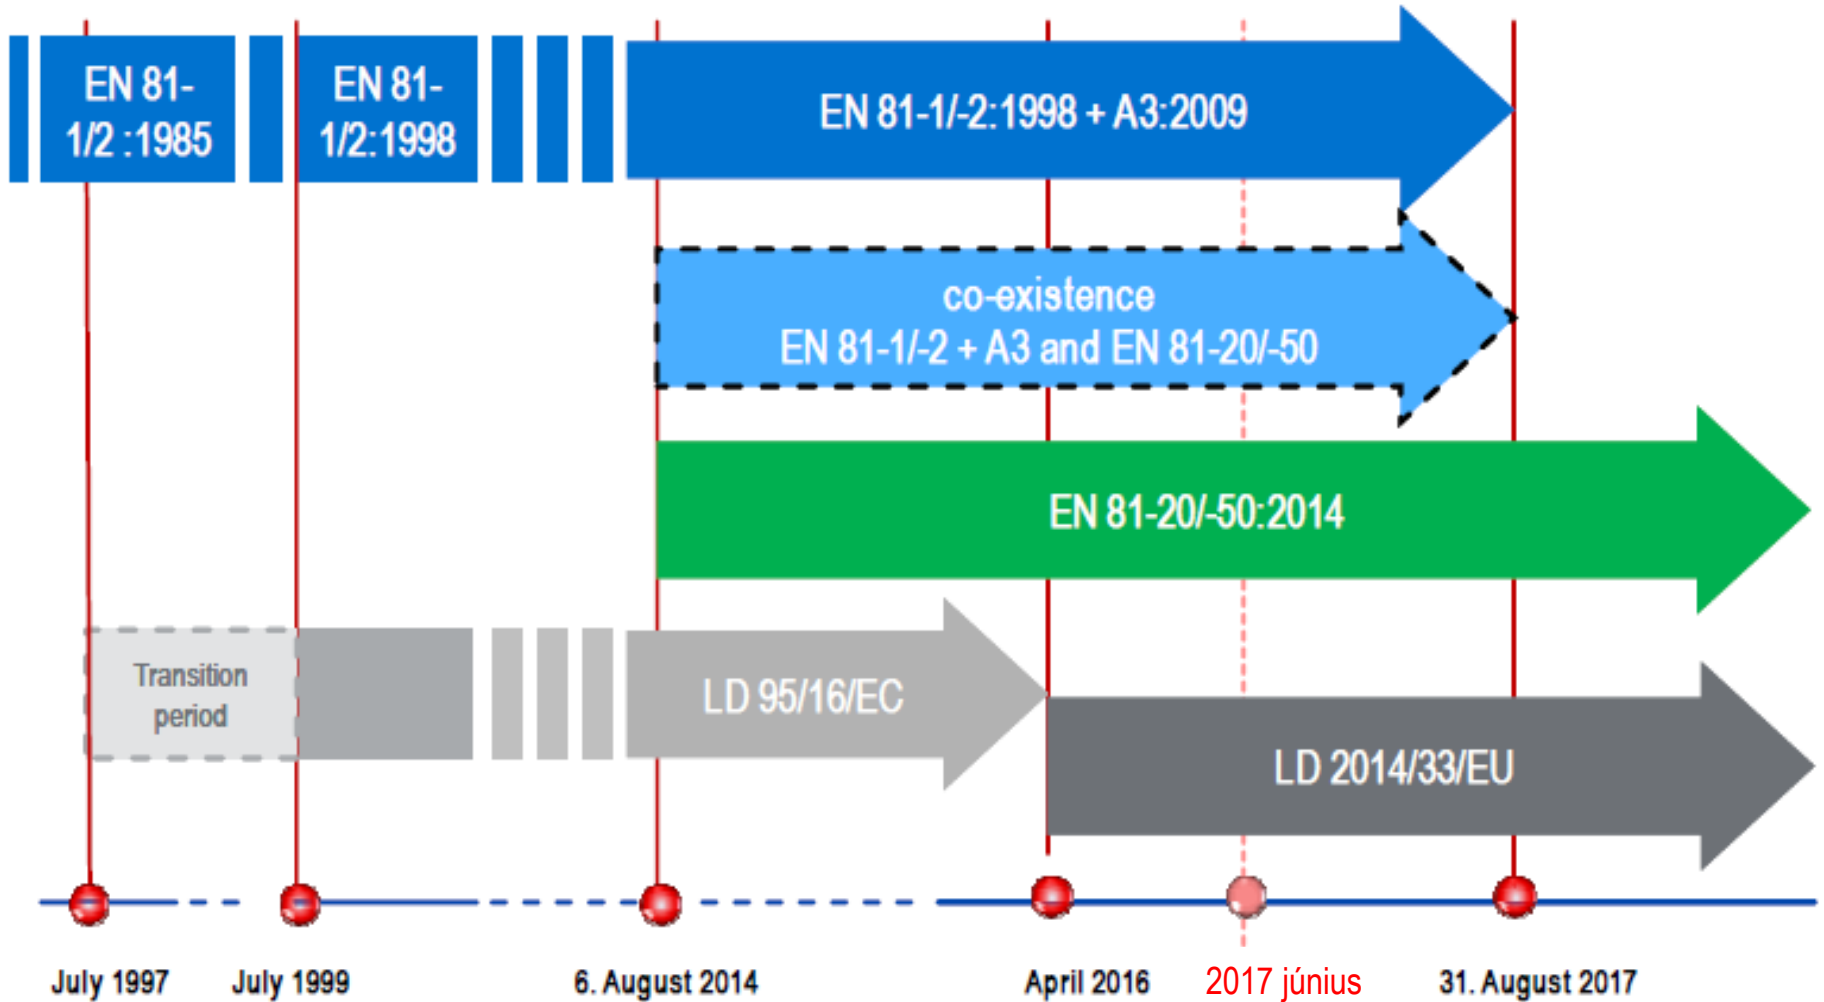 EN 81-
1/2 :1985
EN 81-
1/2:1998
EN 81-1/-2:1998 + A3:2009
co-existence
EN 81-1/-2 + A3 and EN 81-20/-50
EN 81-20/-50:2014
Transition
period
LD 95/16/EC
LD 2014/33/EU
July 1997
July 1999
6. August 2014
April 2016
2017 június
31. August 2017